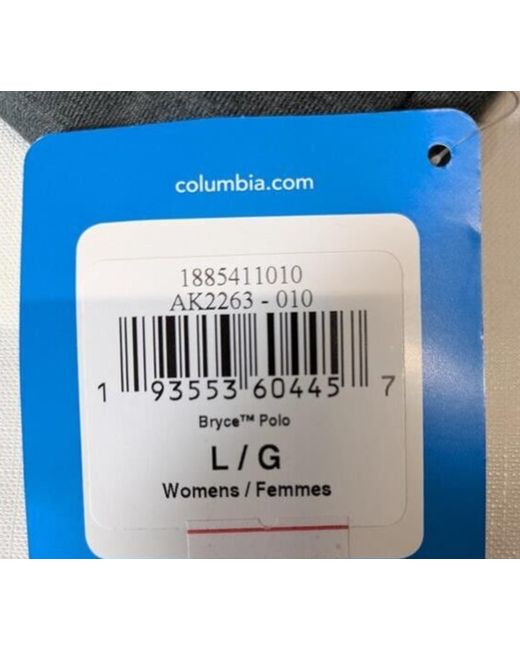 columbia.com
1885411010
AK2263 - 010
1 93553 60445 7
Bryce™ Polo
L / G
Womens / Femmes